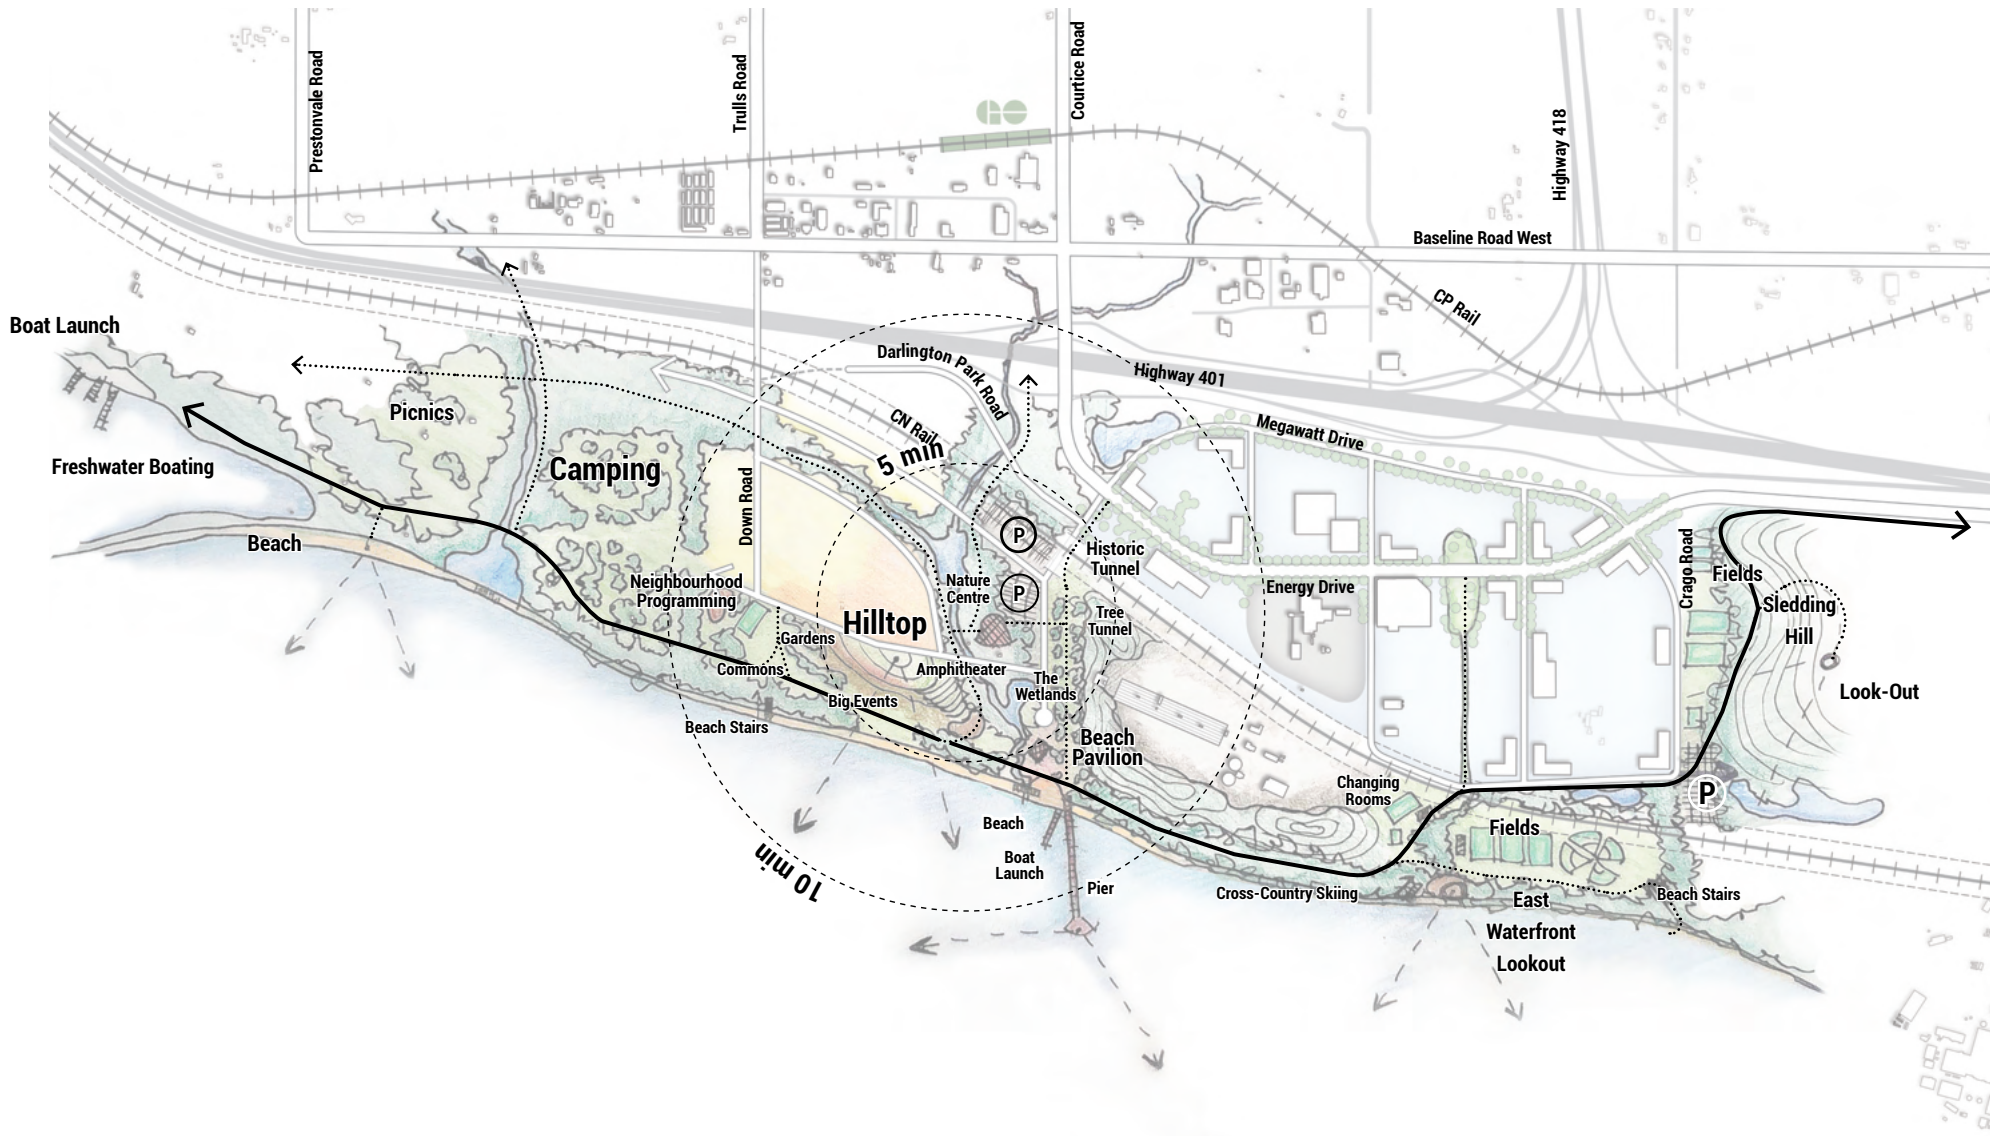 Prestonvale Road
Trulls Road
Courtice Road
Highway 418
GO
Baseline Road West
CP Rail
Boat Launch
Darlington Park Road
Highway 401
Picnics
CN Rail
Megawatt Drive
Freshwater Boating
Camping
5 min
Down Road
Beach
P
Historic
Tunnel
Crago Road
Fields
Neighbourhood
Programming
Nature
Centre
P
Energy Drive
Sledding
Hill
Hilltop
Tree
Tunnel
Gardens
Commons
Amphitheater
The
Wetlands
Look-Out
Big Events
Beach Stairs
Beach
Pavilion
Changing
Rooms
P
Beach
Fields
10 min
Boat
Launch
Pier
Cross-Country Skiing
East
Waterfront
Lookout
Beach Stairs